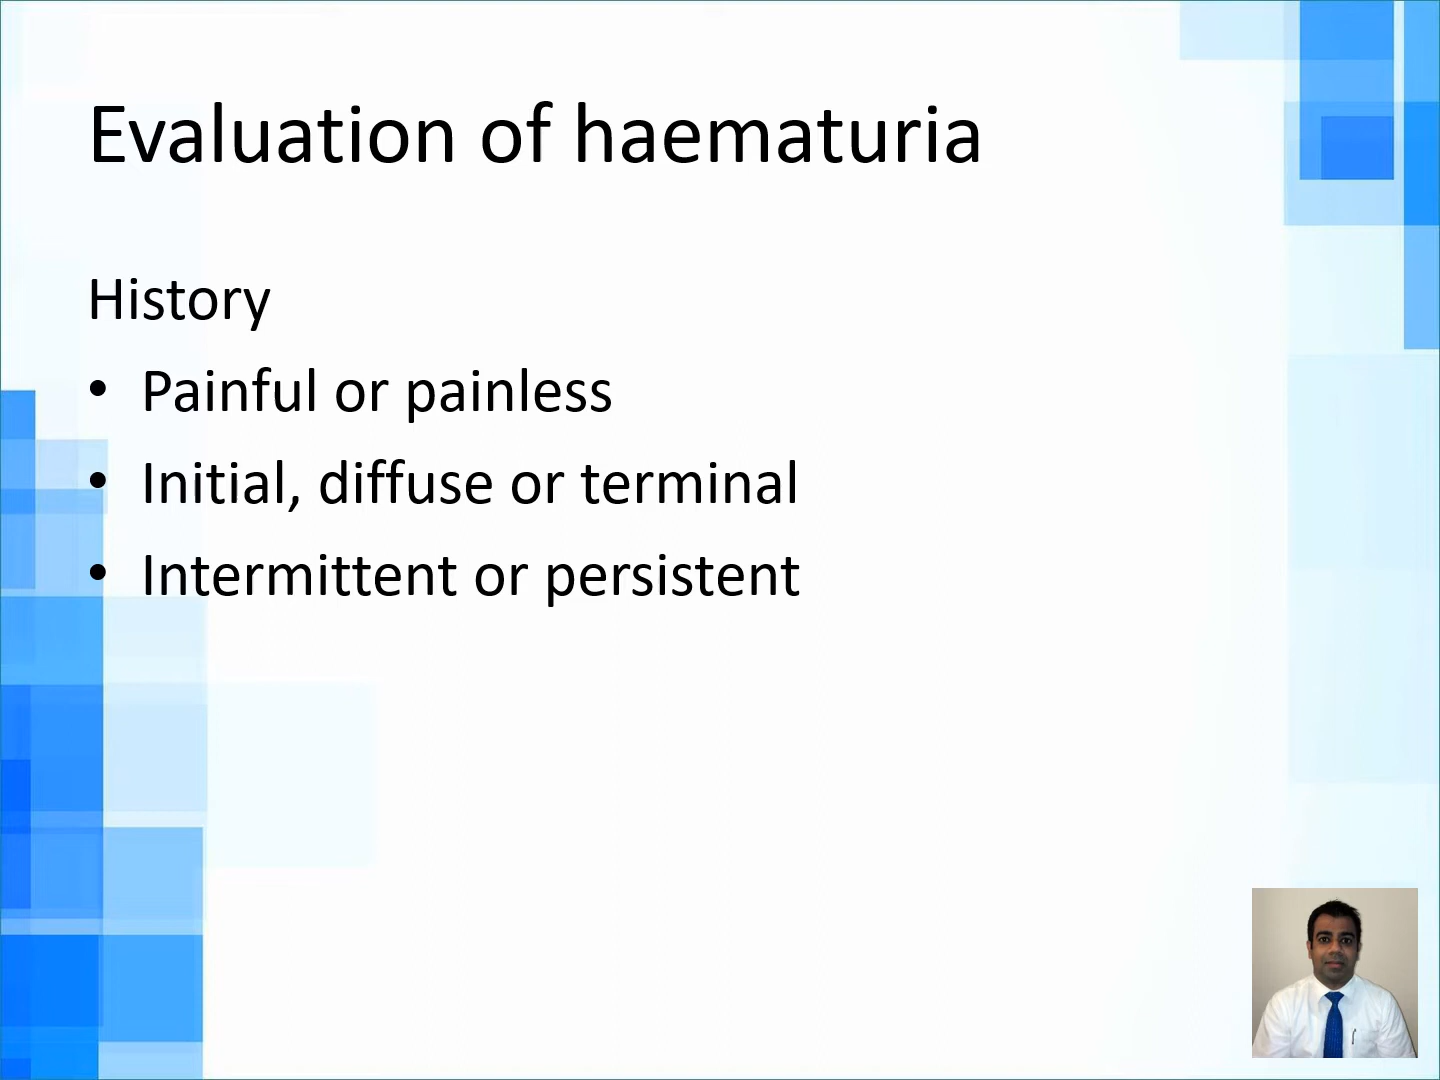 Evaluation of haematuria
History
• Painful or painless
• Initial, diffuse or terminal
• Intermittent or persistent